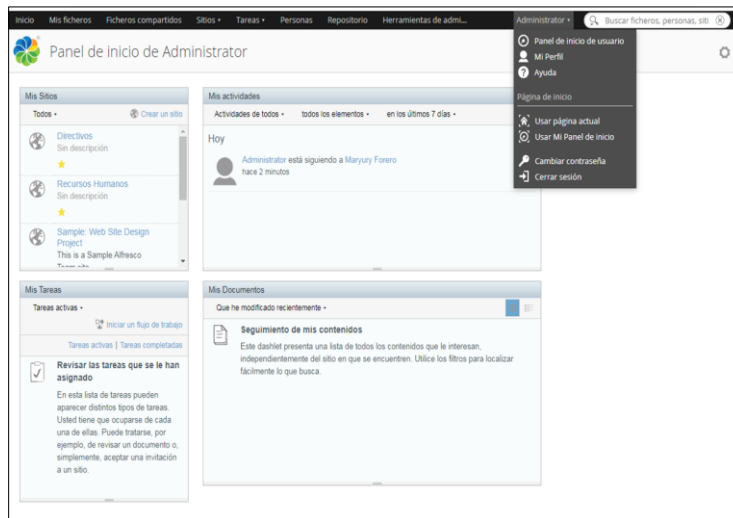 Inicio Mis ficheros Ficheros compartidos Sitios Tareas Personas Repositorio Herramientas de admi... Administrator Buscar ficheros, personas, siti
Panel de inicio de Administrator
Panel de inicio de usuario
Mi Perfil
Ayuda
Página de inicio
Usar página actual
Usar Mi Panel de inicio
Cambiar contraseña
Cerrar sesión
Mis Sitios
Todos Crear un sitio
Directivos
Sin descripción
Recursos Humanos
Sin descripción
Sample: Web Site Design
Project
This is a Sample Alfresco
Team site
Mis actividades
Actividades de todos todos los elementos en los últimos 7 días
Hoy
Administrator está siguiendo a Maryury Forero
hace 2 minutos
Mis Tareas
Tareas activas
Iniciar un flujo de trabajo
Tareas activas | Tareas completadas
Revisar las tareas que se le han
asignado
En esta lista de tareas pueden
aparecer distintos tipos de tareas.
Usted tiene que ocuparse de cada
una de ellas. Puede tratarse, por
ejemplo, de revisar un documento o,
simplemente, aceptar una invitación
a un sitio.
Mis Documentos
Que he modificado recientemente
Seguimiento de mis contenidos
Este dashlet presenta una lista de todos los contenidos que le interesan,
independientemente del sitio en que se encuentren. Utilice los filtros para localizar
fácilmente lo que busca.